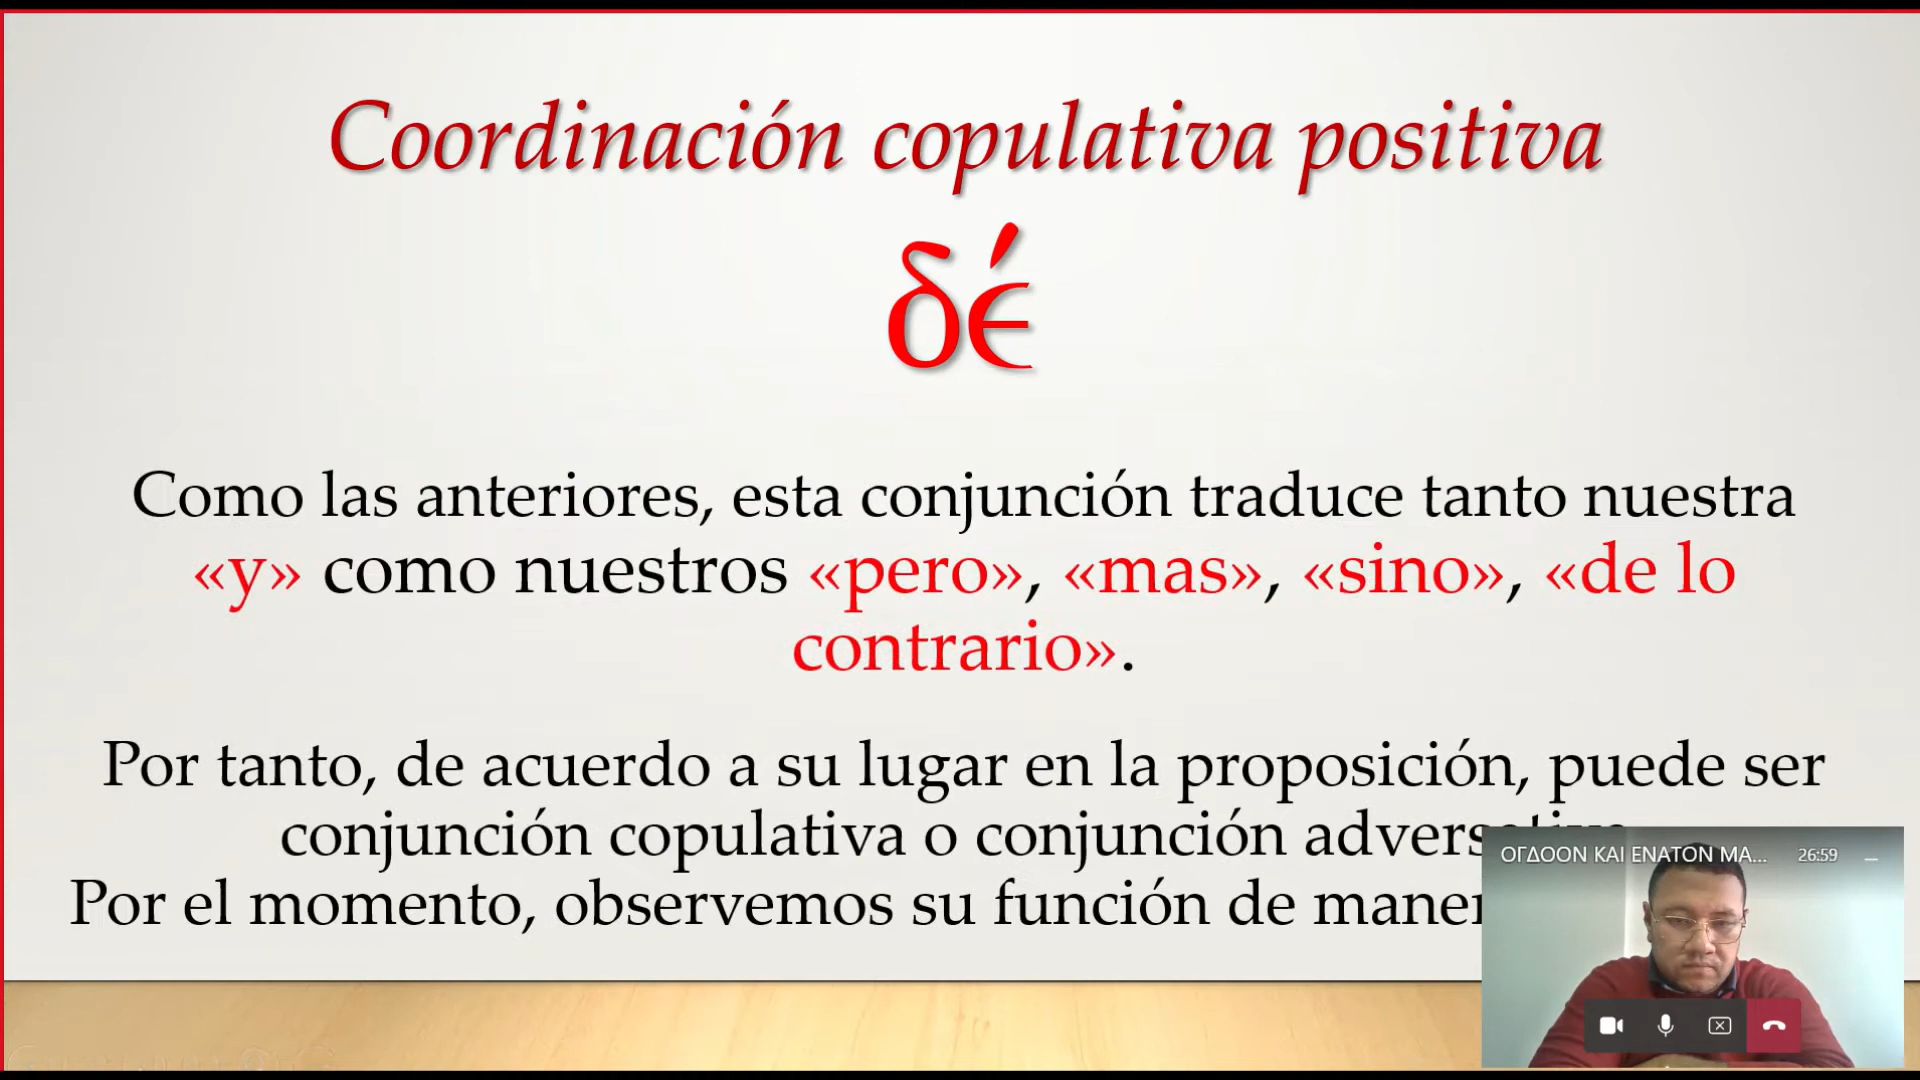 Coordinación copulativa positiva
δέ
Como las anteriores, esta conjunción traduce tanto nuestra
«y» como nuestros «pero», «mas», «sino», «de lo
contrario».
Por tanto, de acuerdo a su lugar en la proposición, puede ser
conjunción copulativa o conjunción
Por el momento, observemos su función de
ΟΓΔΟΟΝ ΚΑΙ ΕΝΑΤΟΝ ΜΑ... 26:59